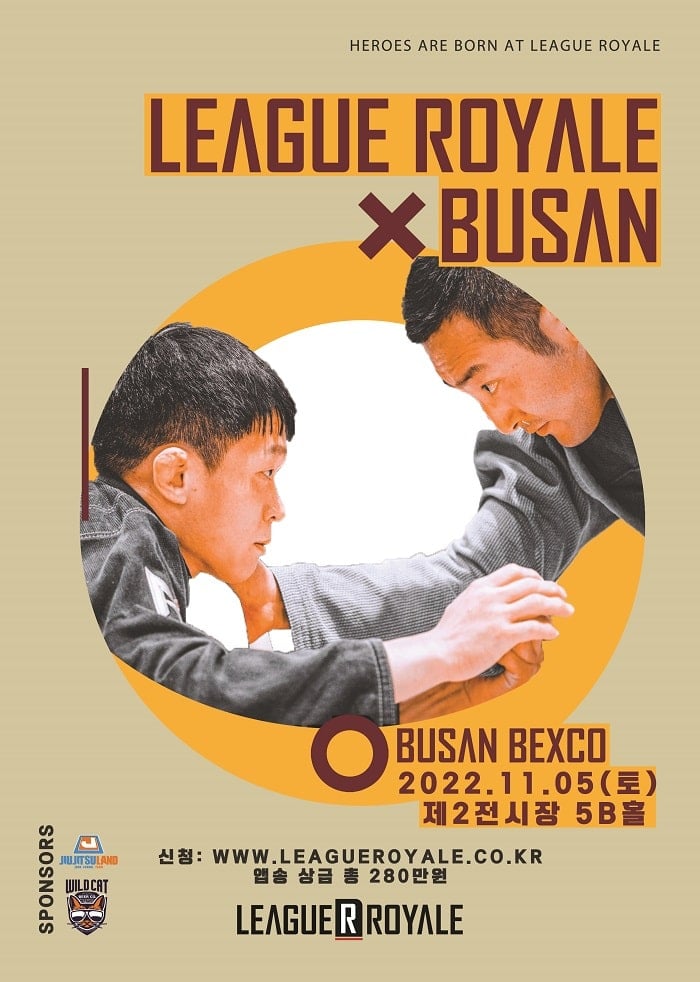 HEROES ARE BORN AT LEAGUE ROYALE
LEAGUE ROYALE
×BUSAN
BUSAN BEXCO
2022.11.05(토)
제2전시장 5B홀
신청: WWW.LEAGUEROYALE.CO.KR
앱송 상금 총 280만원
SPONSORS
JIUJITSULAND
WILDCAT
LEAGUE R ROYALE